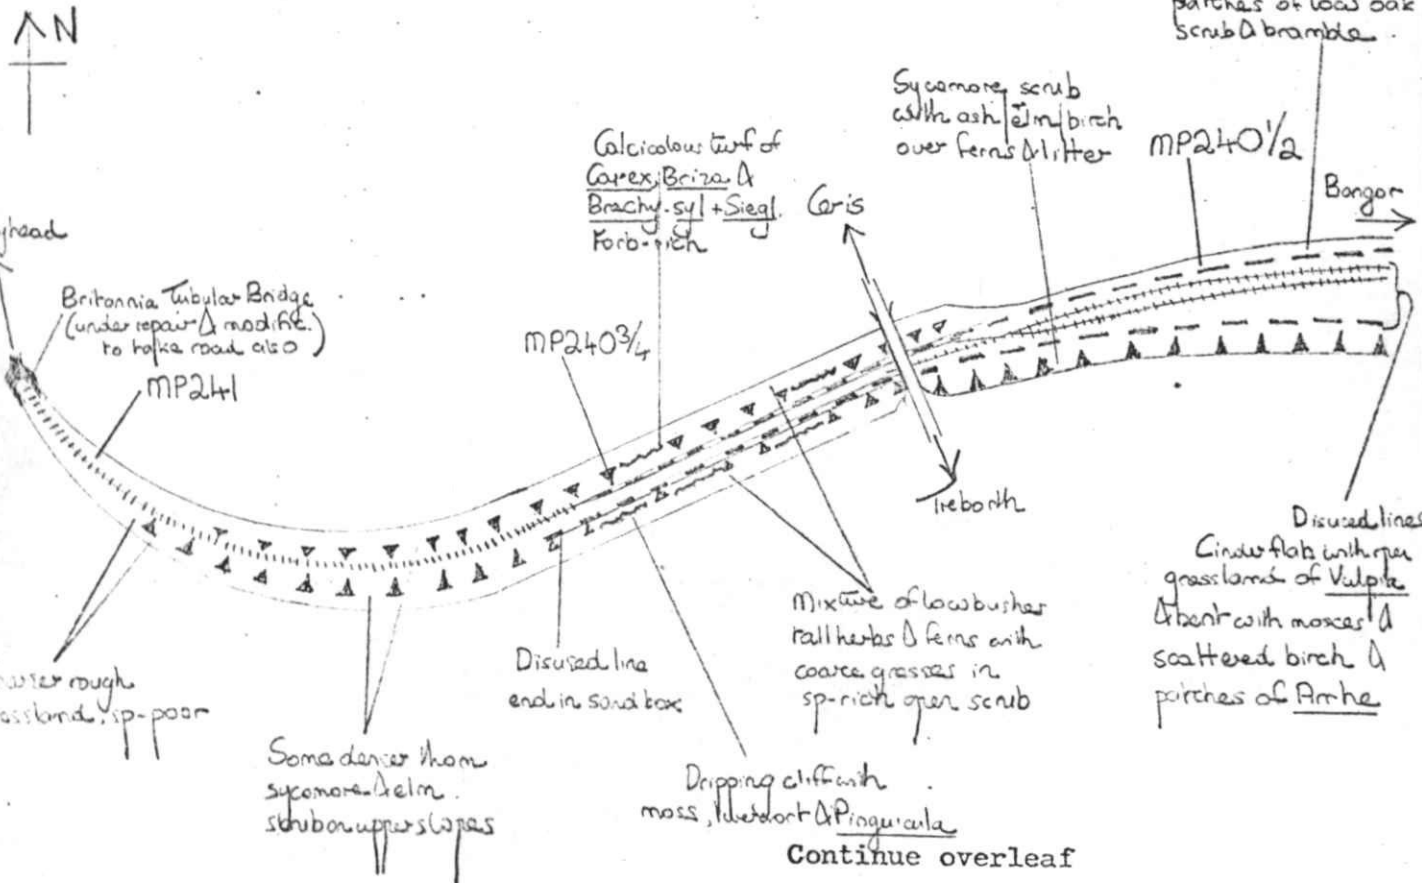 N
patches of low oak
scrub & bramble.
Sycamore scrub
with ash/elm/birch
over ferns & litter
MP240½
Bangor
Calcicolous turf of
Carex, Briza &
Brachy. syl + Siegl.
Forb-rich
Ceris
yhead
Britannia Tubular Bridge
(under repair & modific.
to take road also)
MP241
MP240¾
Treborth
Disused lines
Cinder flats with open
grassland of Vulpia
& bent with mosses &
scattered birch &
patches of Arrhe
Mixture of low bushes
tall herbs & ferns with
coarse grasses in
sp-rich open scrub
Disused line
end in sand box
rough
assland, sp-poor
Some denser thorn
sycamore & elm
scrub on upper slopes
Dripping cliff with
moss, liverwort & Pinguicula
Continue overleaf